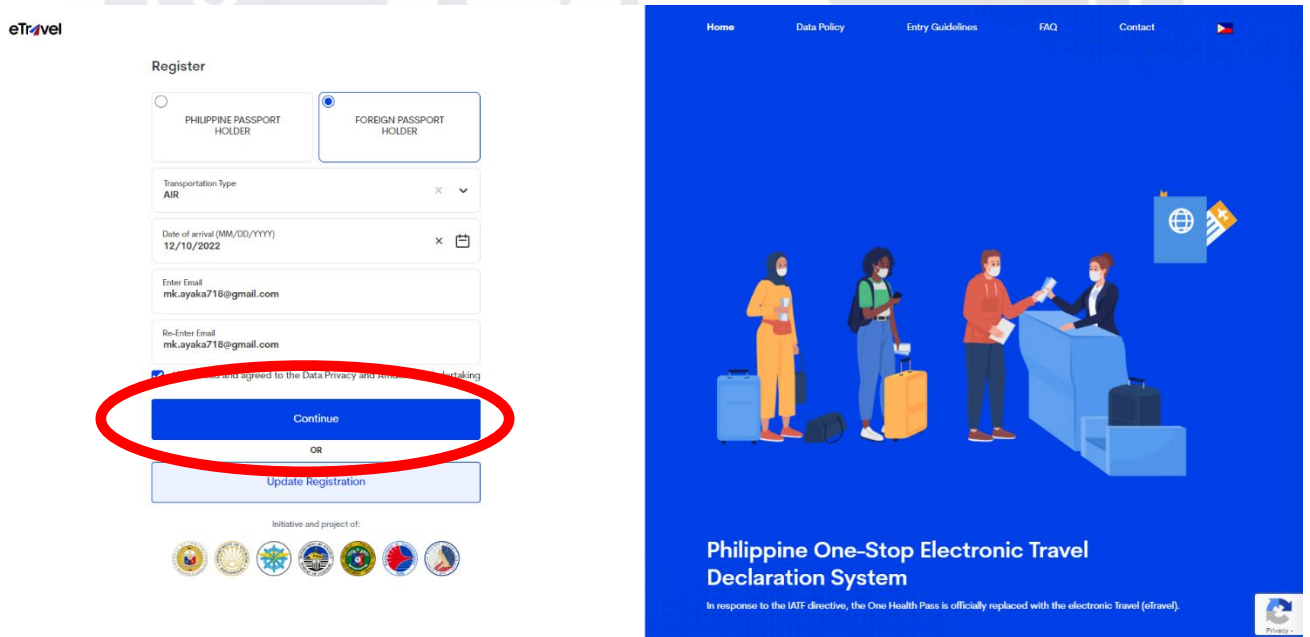 eTravel
Home
Data Policy
Entry Guidelines
FAQ
Contact
Register
PHILIPPINE PASSPORT
HOLDER
FOREIGN PASSPORT
HOLDER
Transportation Type
AIR
Date of arrival (MM/DD/YYYY)
12/10/2022
Enter Email
mk.ayaka718@gmail.com
Re-Enter Email
mk.ayaka718@gmail.com
and agreed to the Data Privacy and
Continue
OR
Update Registration
Initiative and project of:
Philippine One-Stop Electronic Travel
Declaration System
In response to the IATF directive, the One Health Pass is officially replaced with the electronic Travel (eTravel).
Privacy -